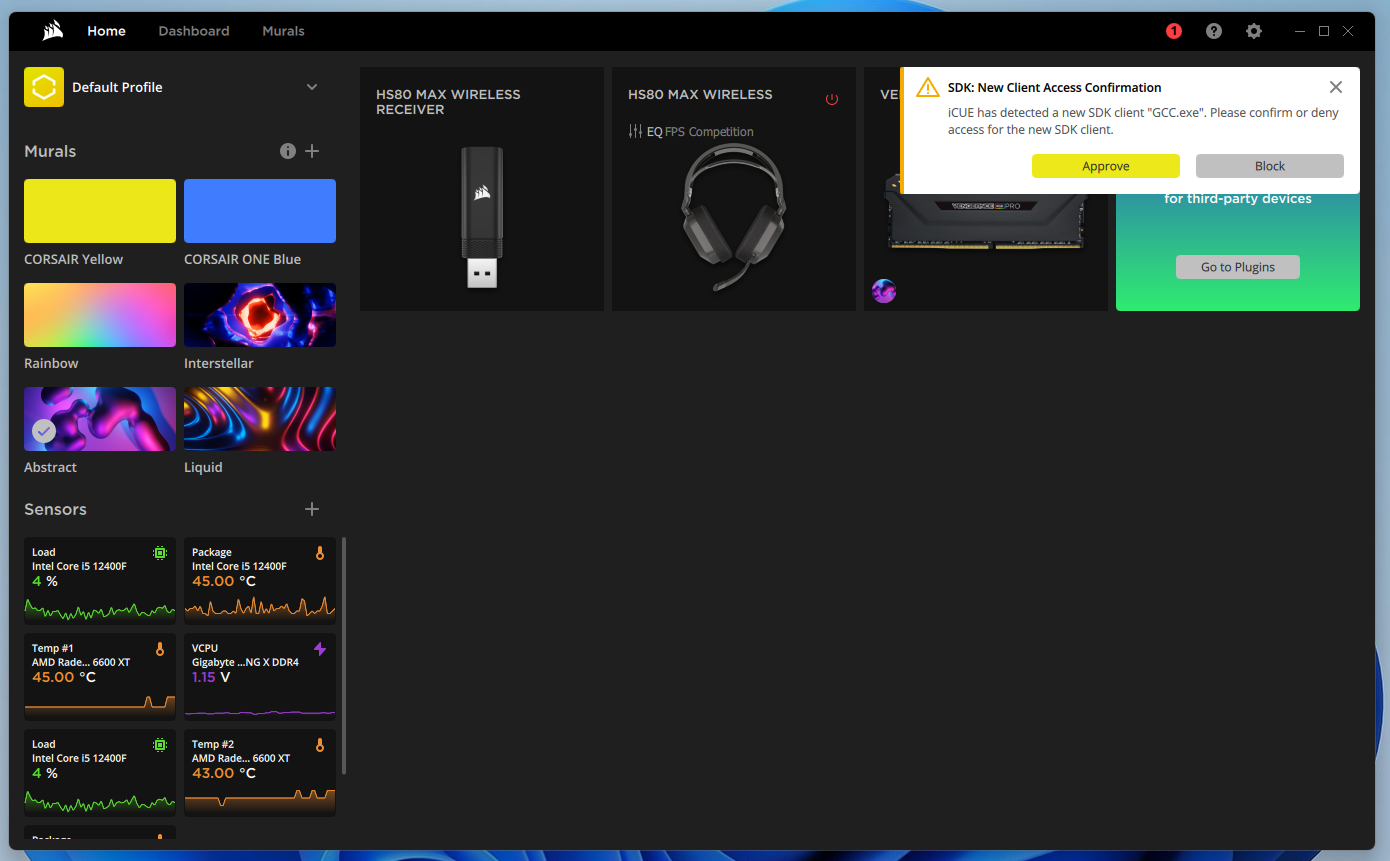 Home
Dashboard
Murals
1
Default Profile
Murals
CORSAIR Yellow
CORSAIR ONE Blue
Rainbow
Interstellar
Abstract
Liquid
Sensors
Load
Intel Core i5 12400F
4 %
Package
Intel Core i5 12400F
45.00 °C
Temp #1
AMD Rade... 6600 XT
45.00 °C
VCPU
Gigabyte ...NG X DDR4
1.15 V
Load
Intel Core i5 12400F
4 %
Temp #2
AMD Rade... 6600 XT
43.00 °C
Package
HS80 MAX WIRELESS
RECEIVER
HS80 MAX WIRELESS
EQ FPS Competition
VE
VENGEANCE RGB PRO
SDK: New Client Access Confirmation
iCUE has detected a new SDK client "GCC.exe". Please confirm or deny
access for the new SDK client.
Approve
Block
for third-party devices
Go to Plugins